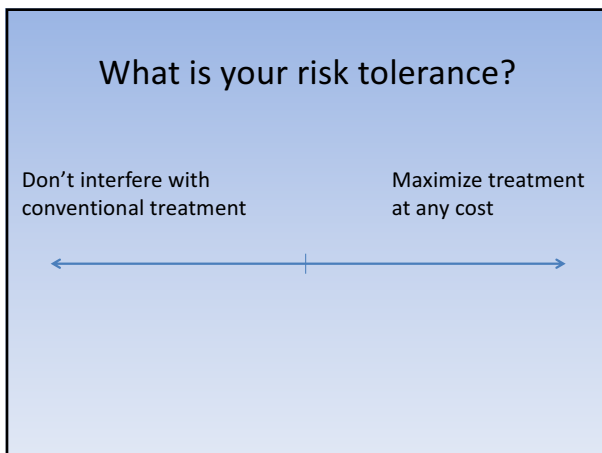 What is your risk tolerance?
Don’t interfere with
conventional treatment
Maximize treatment
at any cost